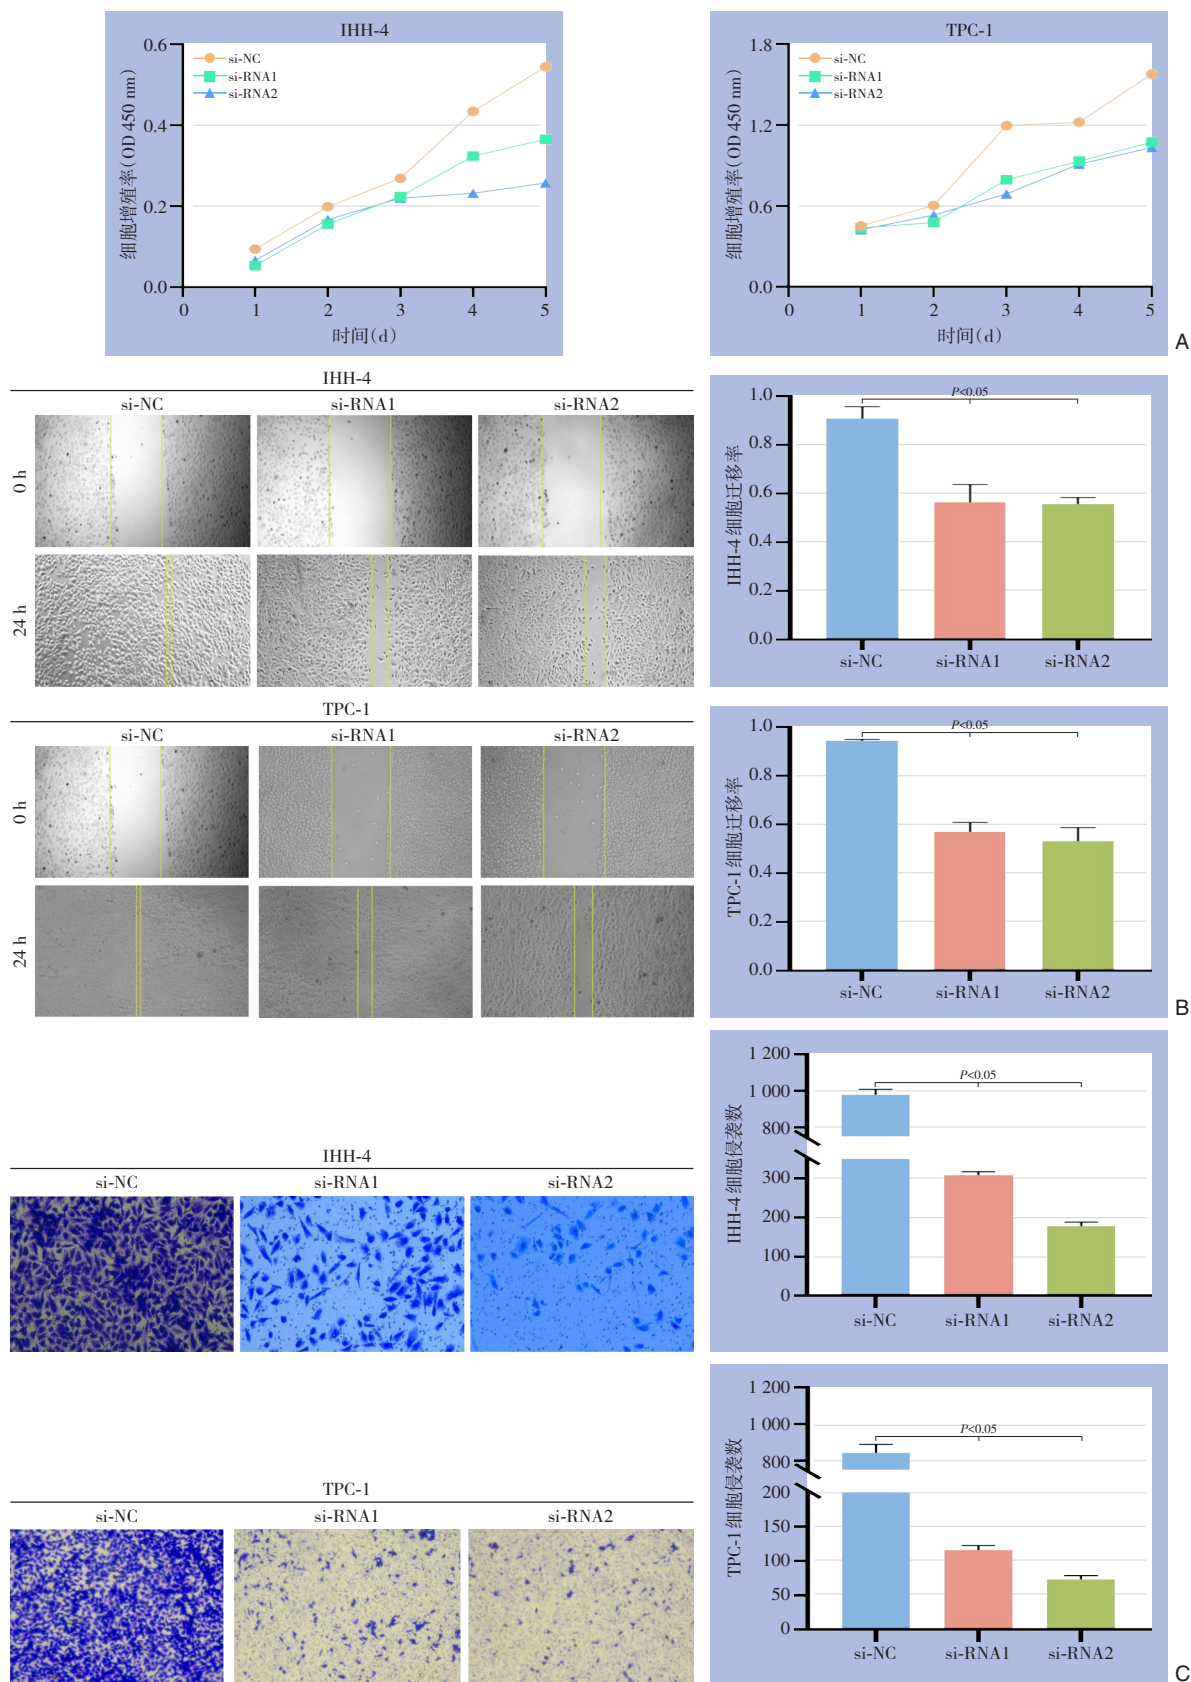 IHH-4
0.6
0.4
0.2
0.0
细胞增殖率(OD 450 nm)
si-NC
si-RNA1
si-RNA2
0 1 2 3 4 5
时间(d)
TPC-1
1.8
1.2
0.6
0.0
细胞增殖率(OD 450 nm)
si-NC
si-RNA1
si-RNA2
0 1 2 3 4 5
时间(d)
A
IHH-4
si-NC si-RNA1 si-RNA2
0 h
24 h
1.0
0.8
0.6
0.4
0.2
0.0
IHH-4 细胞迁移率
P<0.05
si-NC si-RNA1 si-RNA2
TPC-1
si-NC si-RNA1 si-RNA2
0 h
24 h
1.0
0.8
0.6
0.4
0.2
0.0
TPC-1 细胞迁移率
P<0.05
si-NC si-RNA1 si-RNA2
B
IHH-4
si-NC si-RNA1 si-RNA2
1 200
1 000
800
300
200
100
0
IHH-4 细胞侵袭数
P<0.05
si-NC si-RNA1 si-RNA2
TPC-1
si-NC si-RNA1 si-RNA2
1 200
1 000
800
200
150
100
50
0
TPC-1 细胞侵袭数
P<0.05
si-NC si-RNA1 si-RNA2
C